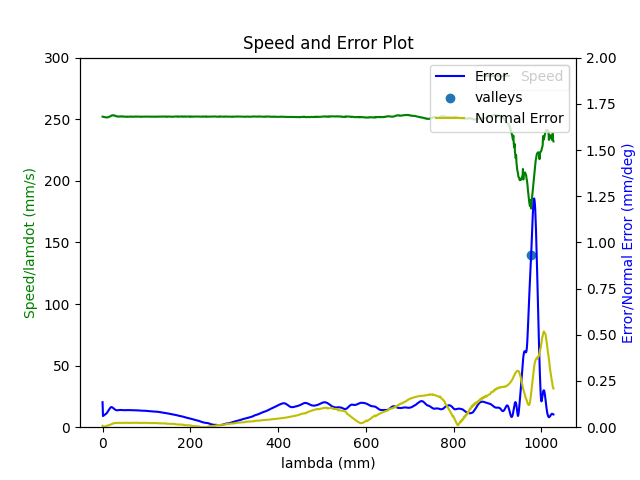 Speed and Error Plot
300
250
200
150
100
50
0
Speed/lamdot (mm/s)
0
200
400
600
800
1000
lambda (mm)
2.00
1.75
1.50
1.25
1.00
0.75
0.50
0.25
0.00
Error/Normal Error (mm/deg)
Error
Speed
valleys
Normal Error